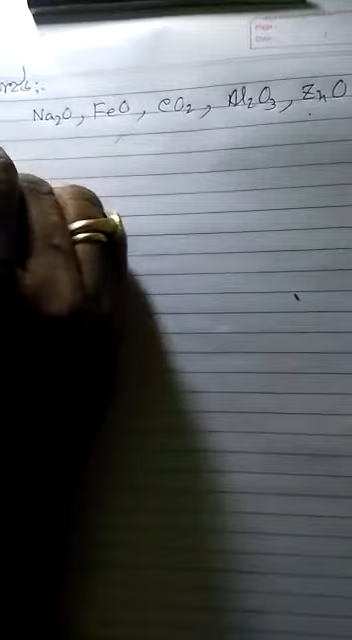 Na₂O, FeO, CO₂, Al₂O₃, ZnO